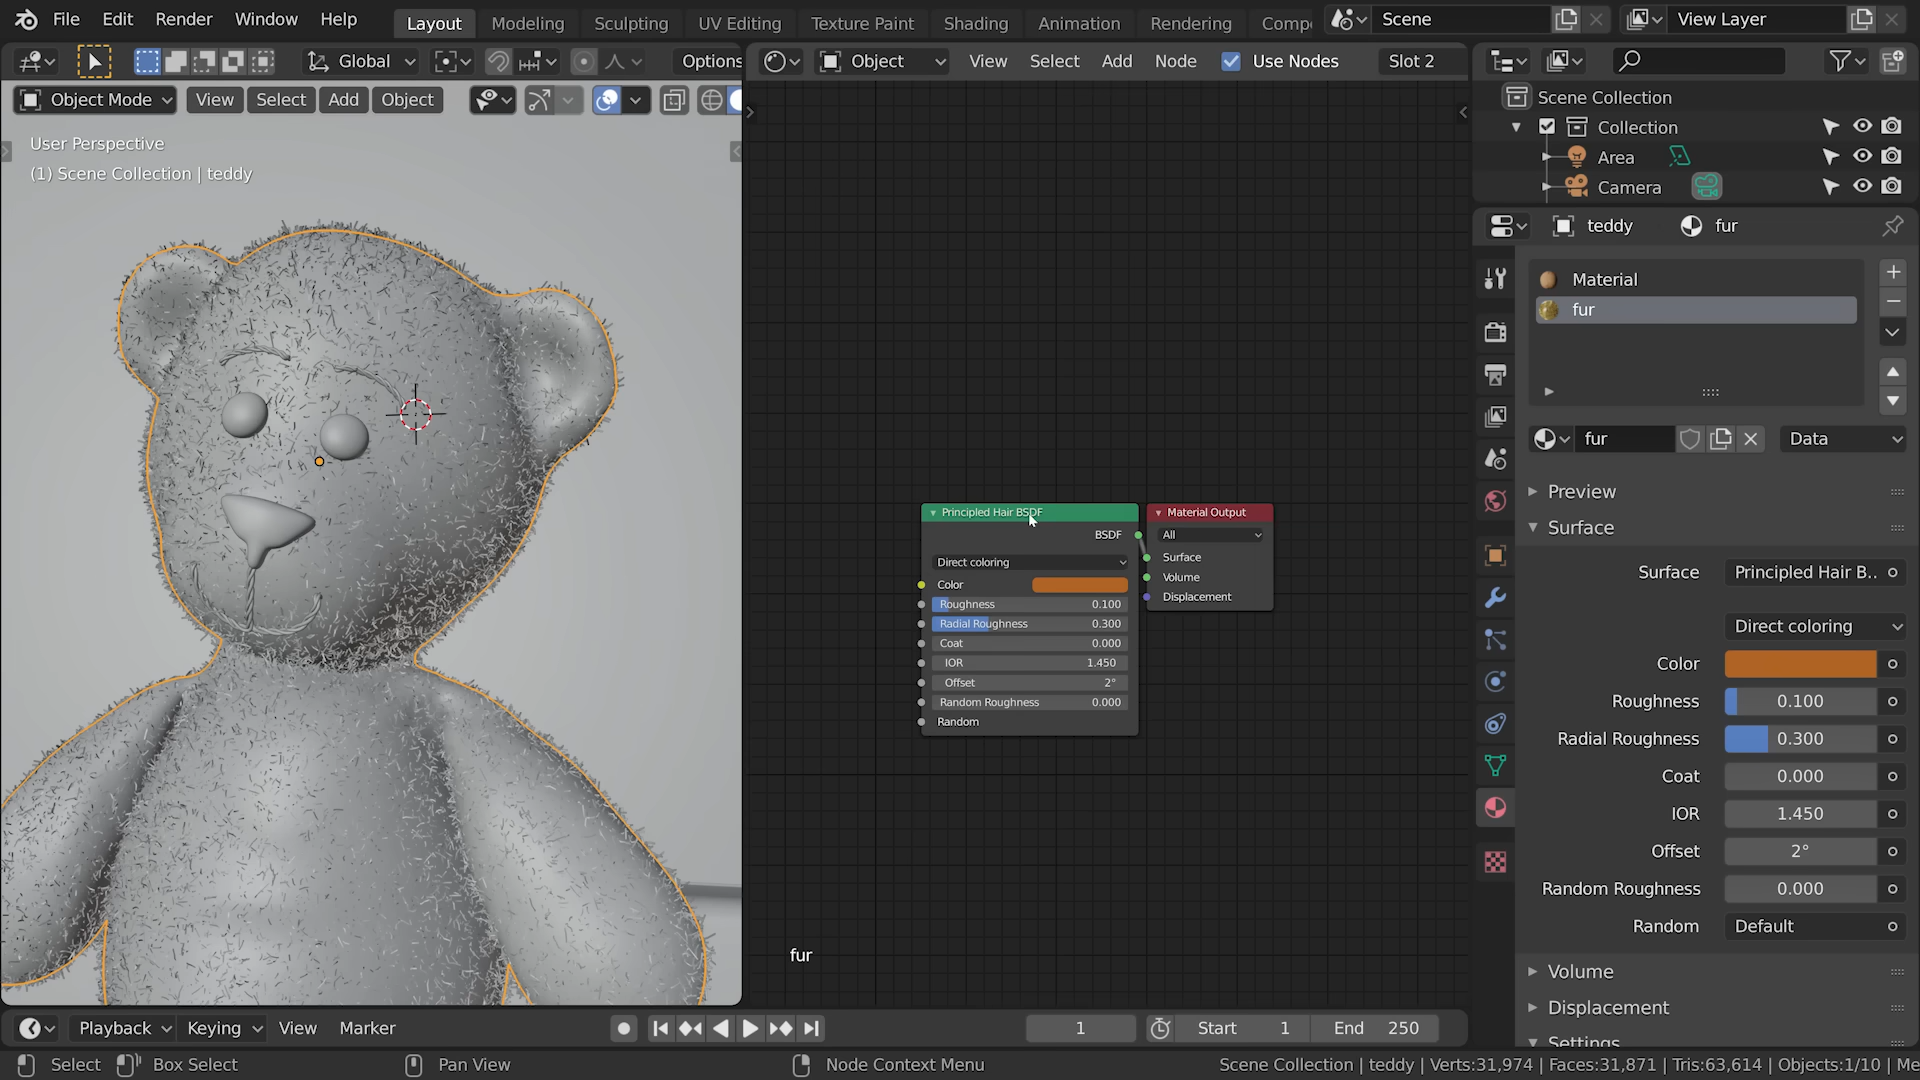 File Edit Render Window Help Layout Modeling Sculpting UV Editing Texture Paint Shading Animation Rendering Comp Scene View Layer
Global Options Object View Select Add Node Use Nodes Slot 2
Object Mode View Select Add Object
User Perspective
(1) Scene Collection | teddy
Principled Hair BSDF
BSDF
Direct coloring
Color
Roughness 0.100
Radial Roughness 0.300
Coat 0.000
IOR 1.450
Offset 2°
Random Roughness 0.000
Random
Material Output
All
Surface
Volume
Displacement
fur
Scene Collection
Collection
Area
Camera
teddy fur
Material
fur
fur Data
Preview
Surface
Surface Principled Hair B..
Direct coloring
Color
Roughness 0.100
Radial Roughness 0.300
Coat 0.000
IOR 1.450
Offset 2°
Random Roughness 0.000
Random Default
Volume
Displacement
Settings
Playback Keying View Marker 1 Start 1 End 250
Select Box Select Pan View Node Context Menu Scene Collection | teddy | Verts:31,974 | Faces:31,871 | Tris:63,614 | Objects:1/10 | Me